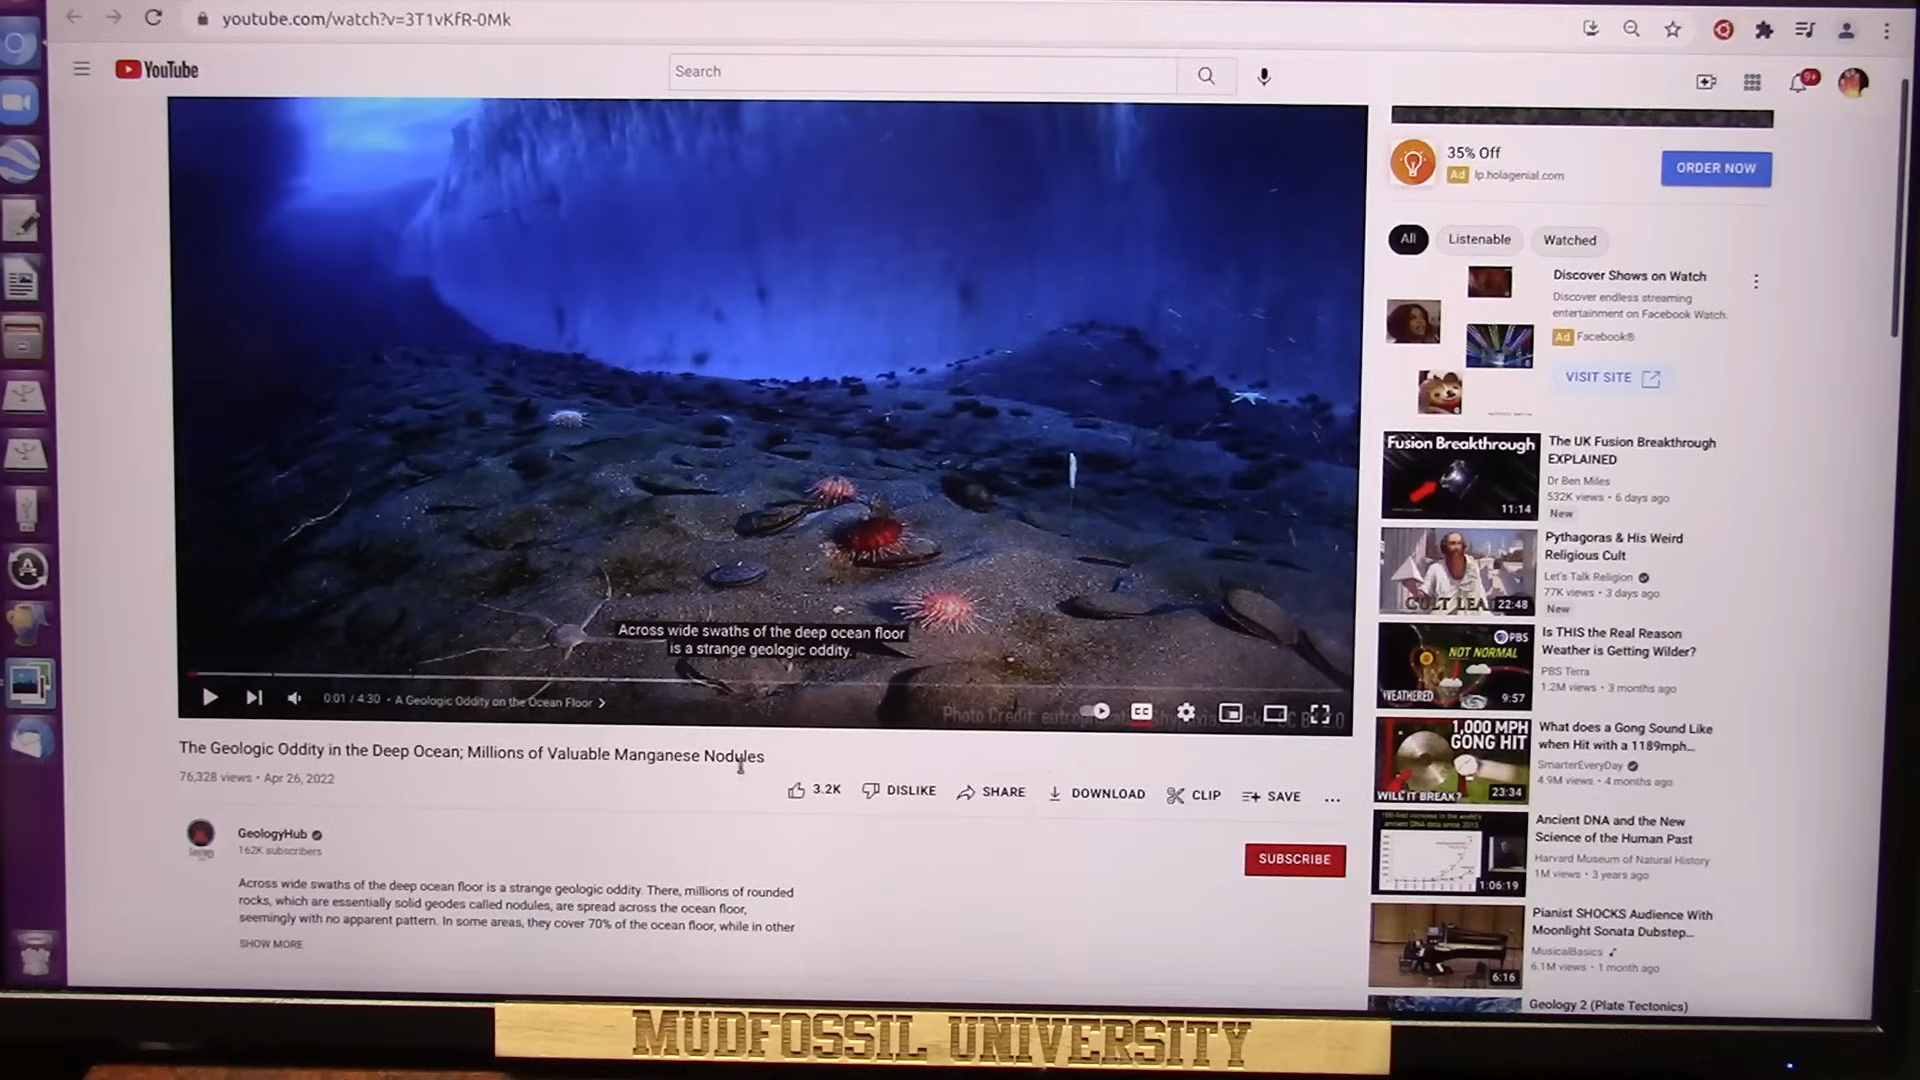 youtube.com/watch?v=3T1vKfR-0Mk
YouTube
Search
9+
Across wide swaths of the deep ocean floor
is a strange geologic oddity.
0:01 / 4:30 • A Geologic Oddity on the Ocean Floor
CC
Photo Credit:
The Geologic Oddity in the Deep Ocean; Millions of Valuable Manganese Nodules
76,328 views • Apr 26, 2022
3.2K
DISLIKE
SHARE
DOWNLOAD
CLIP
SAVE
...
GeologyHub
162K subscribers
SUBSCRIBE
Across wide swaths of the deep ocean floor is a strange geologic oddity. There, millions of rounded
rocks, which are essentially solid geodes called nodules, are spread across the ocean floor,
seemingly with no apparent pattern. In some areas, they cover 70% of the ocean floor, while in other
SHOW MORE
35% Off
Ad lp.holagenial.com
ORDER NOW
All
Listenable
Watched
Discover Shows on Watch
Discover endless streaming
entertainment on Facebook Watch.
Ad Facebook®
VISIT SITE
Fusion Breakthrough
11:14
The UK Fusion Breakthrough
EXPLAINED
Dr Ben Miles
532K views • 6 days ago
New
CULT LEA
22:48
Pythagoras & His Weird
Religious Cult
Let's Talk Religion
77K views • 3 days ago
New
PBS
NOT NORMAL
WEATHERED
9:57
Is THIS the Real Reason
Weather is Getting Wilder?
PBS Terra
1.2M views • 3 months ago
1,000 MPH
GONG HIT
WILL IT BREAK?
23:34
What does a Gong Sound Like
when Hit with a 1189mph...
SmarterEveryDay
4.9M views • 4 months ago
1:06:19
Ancient DNA and the New
Science of the Human Past
Harvard Museum of Natural History
1M views • 3 years ago
6:16
Pianist SHOCKS Audience With
Moonlight Sonata Dubstep...
MusicalBasics
6.1M views • 1 month ago
Geology 2 (Plate Tectonics)
MUDFOSSIL UNIVERSITY